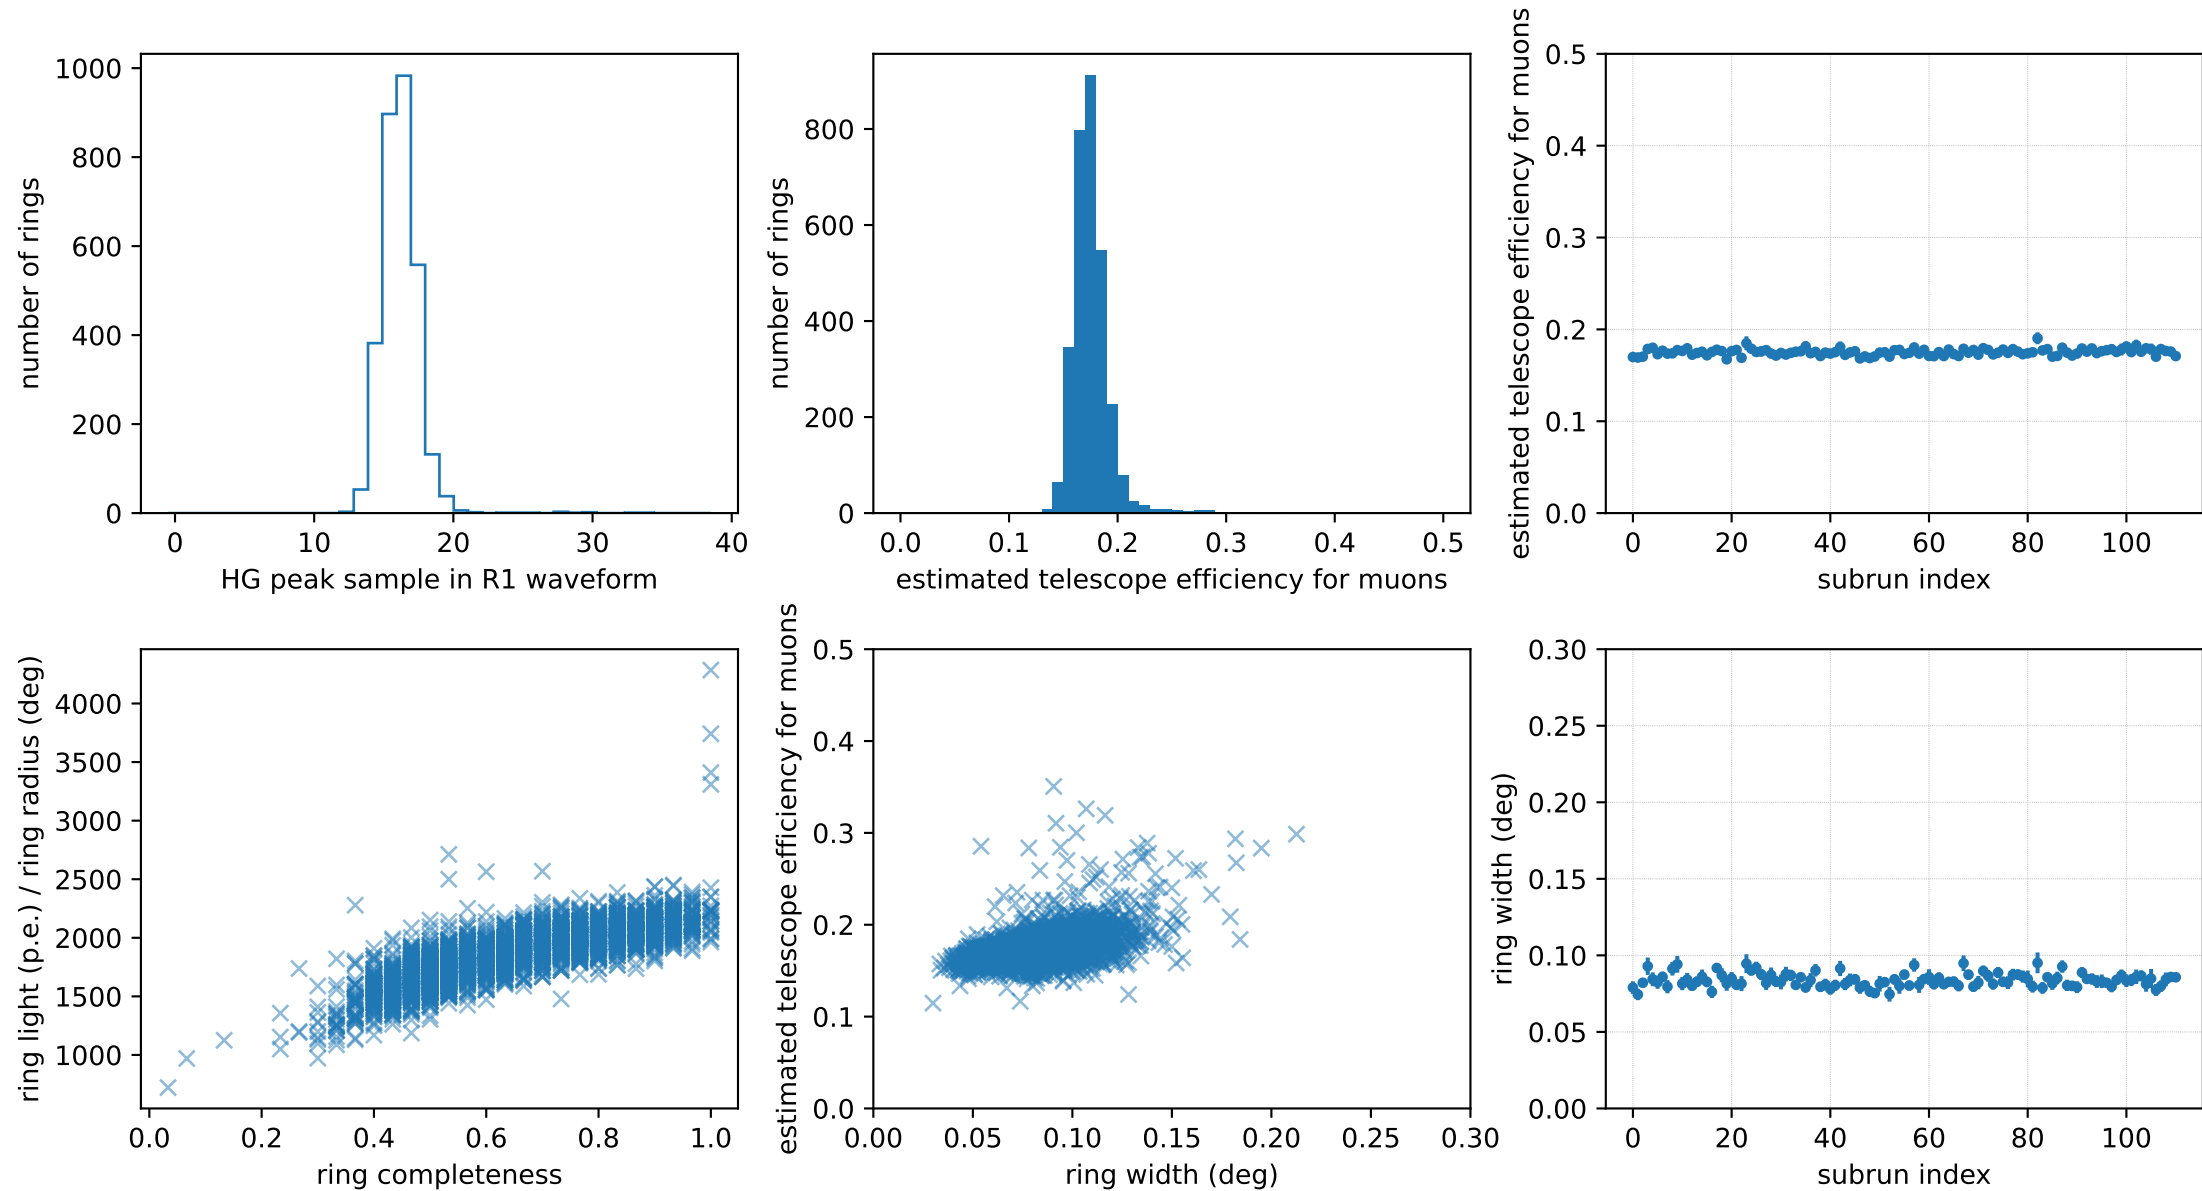 number of rings
1000
800
600
400
200
0
0 10 20 30 40
HG peak sample in R1 waveform
number of rings
800
600
400
200
0
0.0 0.1 0.2 0.3 0.4 0.5
estimated telescope efficiency for muons
estimated telescope efficiency for muons
0.5
0.4
0.3
0.2
0.1
0.0
0 20 40 60 80 100
subrun index
ring light (p.e.) / ring radius (deg)
4000
3500
3000
2500
2000
1500
1000
0.0 0.2 0.4 0.6 0.8 1.0
ring completeness
estimated telescope efficiency for muons
0.5
0.4
0.3
0.2
0.1
0.0
0.00 0.05 0.10 0.15 0.20 0.25 0.30
ring width (deg)
ring width (deg)
0.30
0.25
0.20
0.15
0.10
0.05
0.00
0 20 40 60 80 100
subrun index